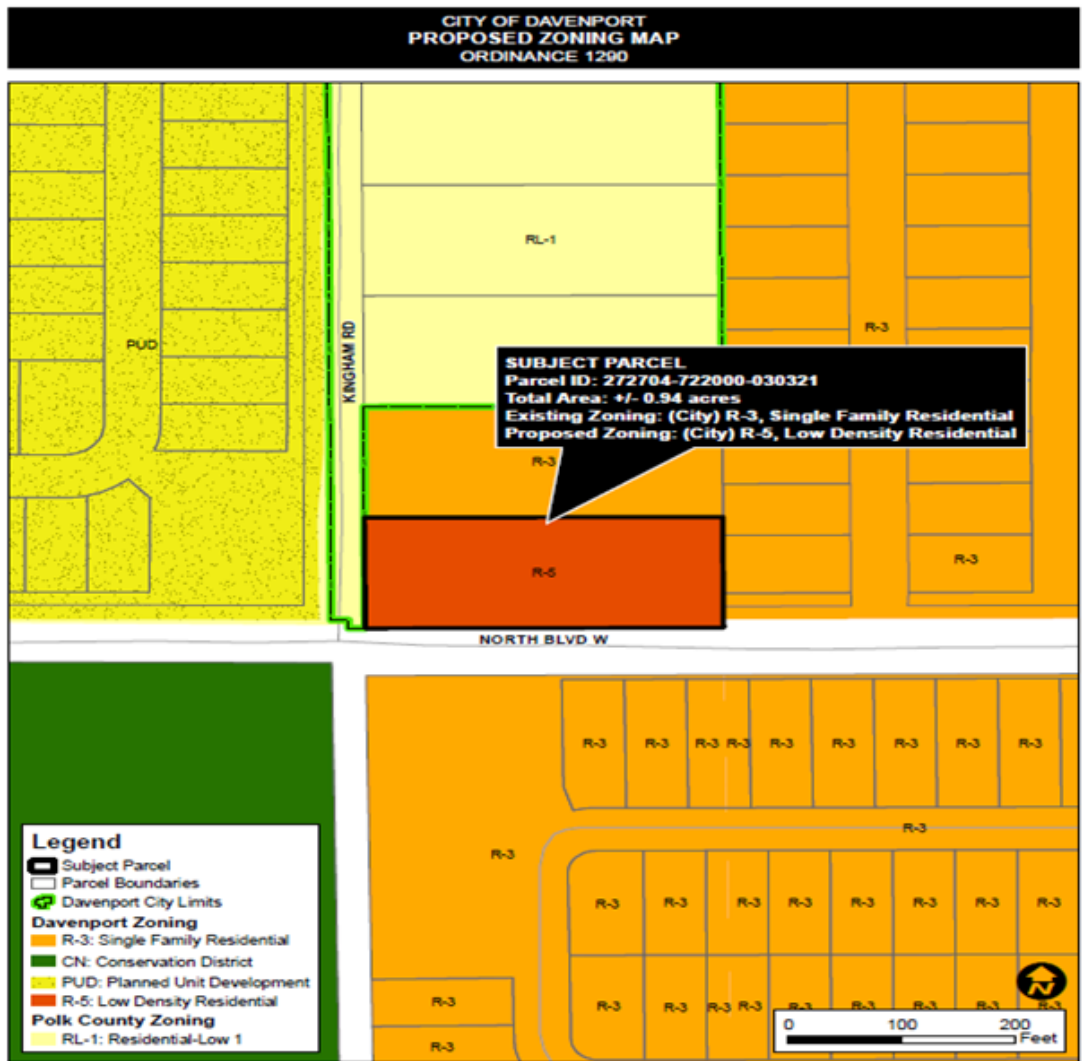 CITY OF DAVENPORT
PROPOSED ZONING MAP
ORDINANCE 1290
RL-1
R-3
PUD
KINGHAM RD
SUBJECT PARCEL
Parcel ID: 272704-722000-030321
Total Area: +/- 0.94 acres
Existing Zoning: (City) R-3, Single Family Residential
Proposed Zoning: (City) R-5, Low Density Residential
R-3
R-3
R-5
NORTH BLVD W
R-3 R-3 R-3 R-3 R-3 R-3 R-3 R-3 R-3
R-3
R-3
R-3 R-3 R-3 R-3 R-3 R-3 R-3 R-3
R-3
R-3 R-3 R-3 R-3 R-3 R-3 R-3 R-3 R-3
R-3
Legend
Subject Parcel
Parcel Boundaries
Davenport City Limits
Davenport Zoning
R-3: Single Family Residential
CN: Conservation District
PUD: Planned Unit Development
R-5: Low Density Residential
Polk County Zoning
RL-1: Residential-Low 1
N
0 100 200
Feet